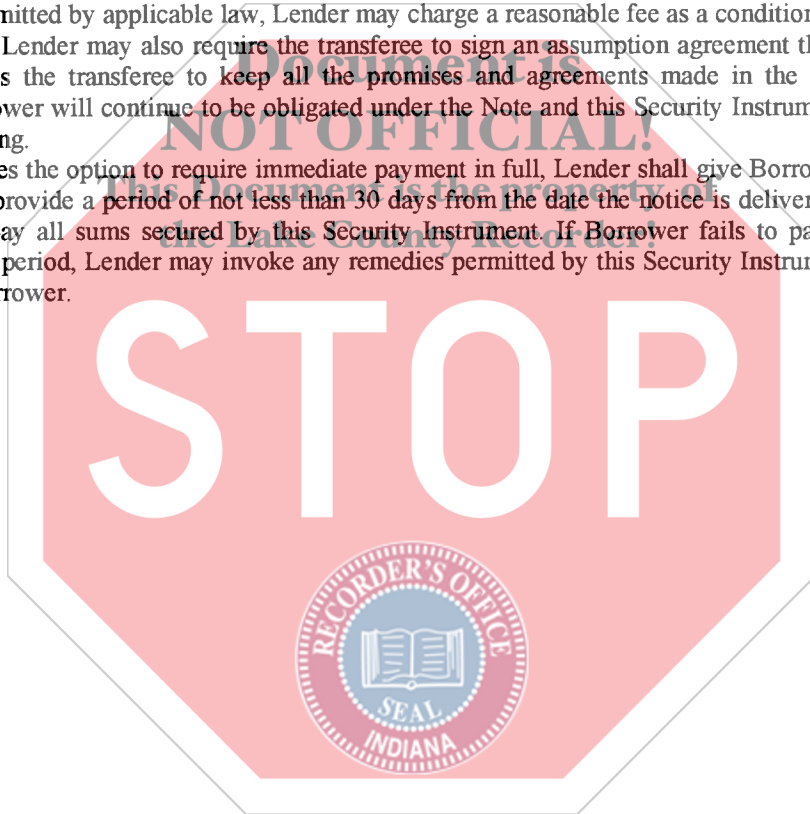 mitted by applicable law, Lender may charge a reasonable fee as a condition
Lender may also require the transferee to sign an assumption agreement th
s the transferee to keep all the promises and agreements made in the
ower will continue to be obligated under the Note and this Security Instrum
ng.
es the option to require immediate payment in full, Lender shall give Borro
provide a period of not less than 30 days from the date the notice is deliver
ay all sums secured by this Security Instrument. If Borrower fails to pa
period, Lender may invoke any remedies permitted by this Security Instrum
rrower.
Document is
NOT OFFICIAL!
This Document is the property of
the Lake County Recorder!
STOP
RECORDER'S OFFICE
SEAL
INDIANA